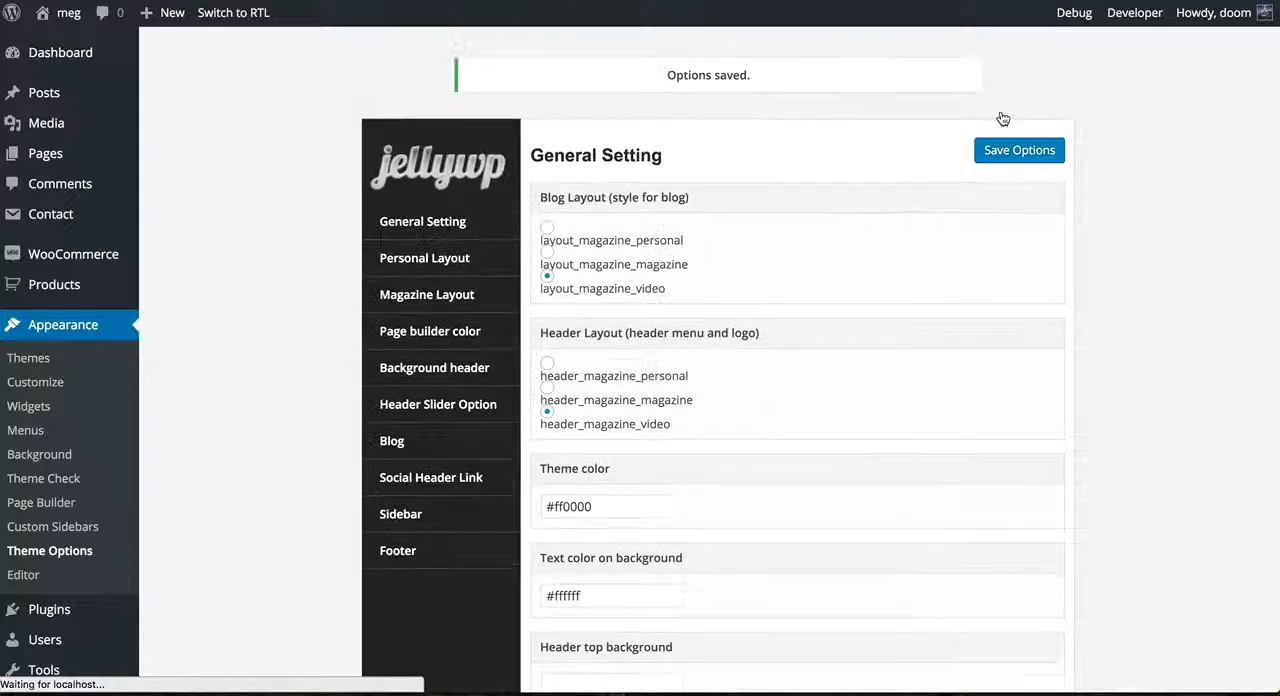 meg 0 New Switch to RTL Debug Developer Howdy, doom
Dashboard
Posts
Media
Pages
Comments
Contact
WooCommerce
Products
Appearance
Themes
Customize
Widgets
Menus
Background
Theme Check
Page Builder
Custom Sidebars
Theme Options
Editor
Plugins
Users
Tools
Waiting for localhost...
Options saved.
jellywp
General Setting
Personal Layout
Magazine Layout
Page builder color
Background header
Header Slider Option
Blog
Social Header Link
Sidebar
Footer
General Setting
Save Options
Blog Layout (style for blog)
layout_magazine_personal
layout_magazine_magazine
layout_magazine_video
Header Layout (header menu and logo)
header_magazine_personal
header_magazine_magazine
header_magazine_video
Theme color
#ff0000
Text color on background
#ffffff
Header top background